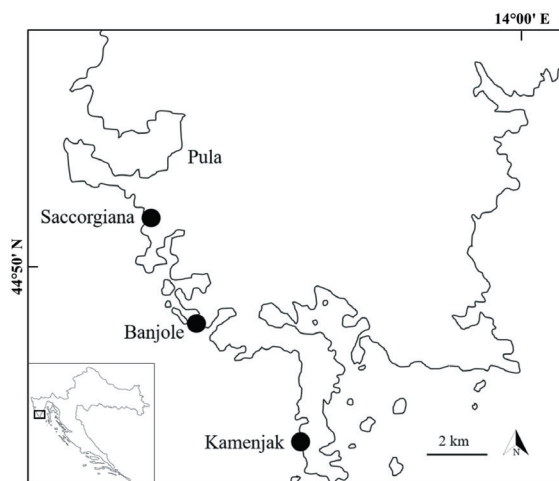 14°00' E
Pula
Saccorgiana
44°50' N
Banjole
Kamenjak
2 km
N